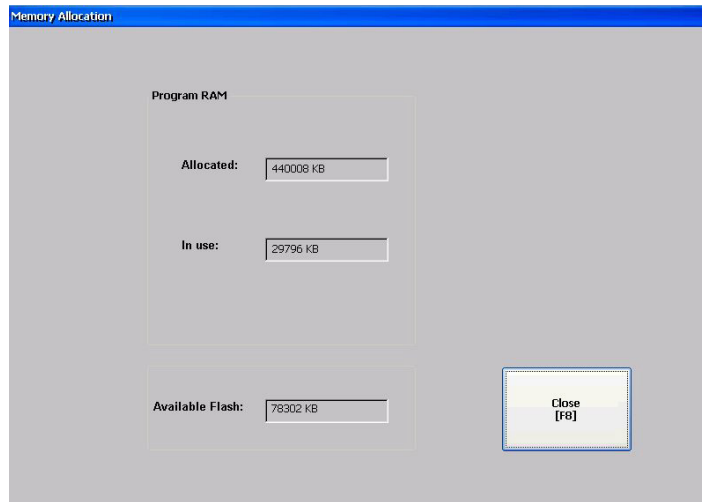 Memory Allocation
Program RAM
Allocated: 440008 KB
In use: 29796 KB
Available Flash: 78302 KB
Close
[F8]